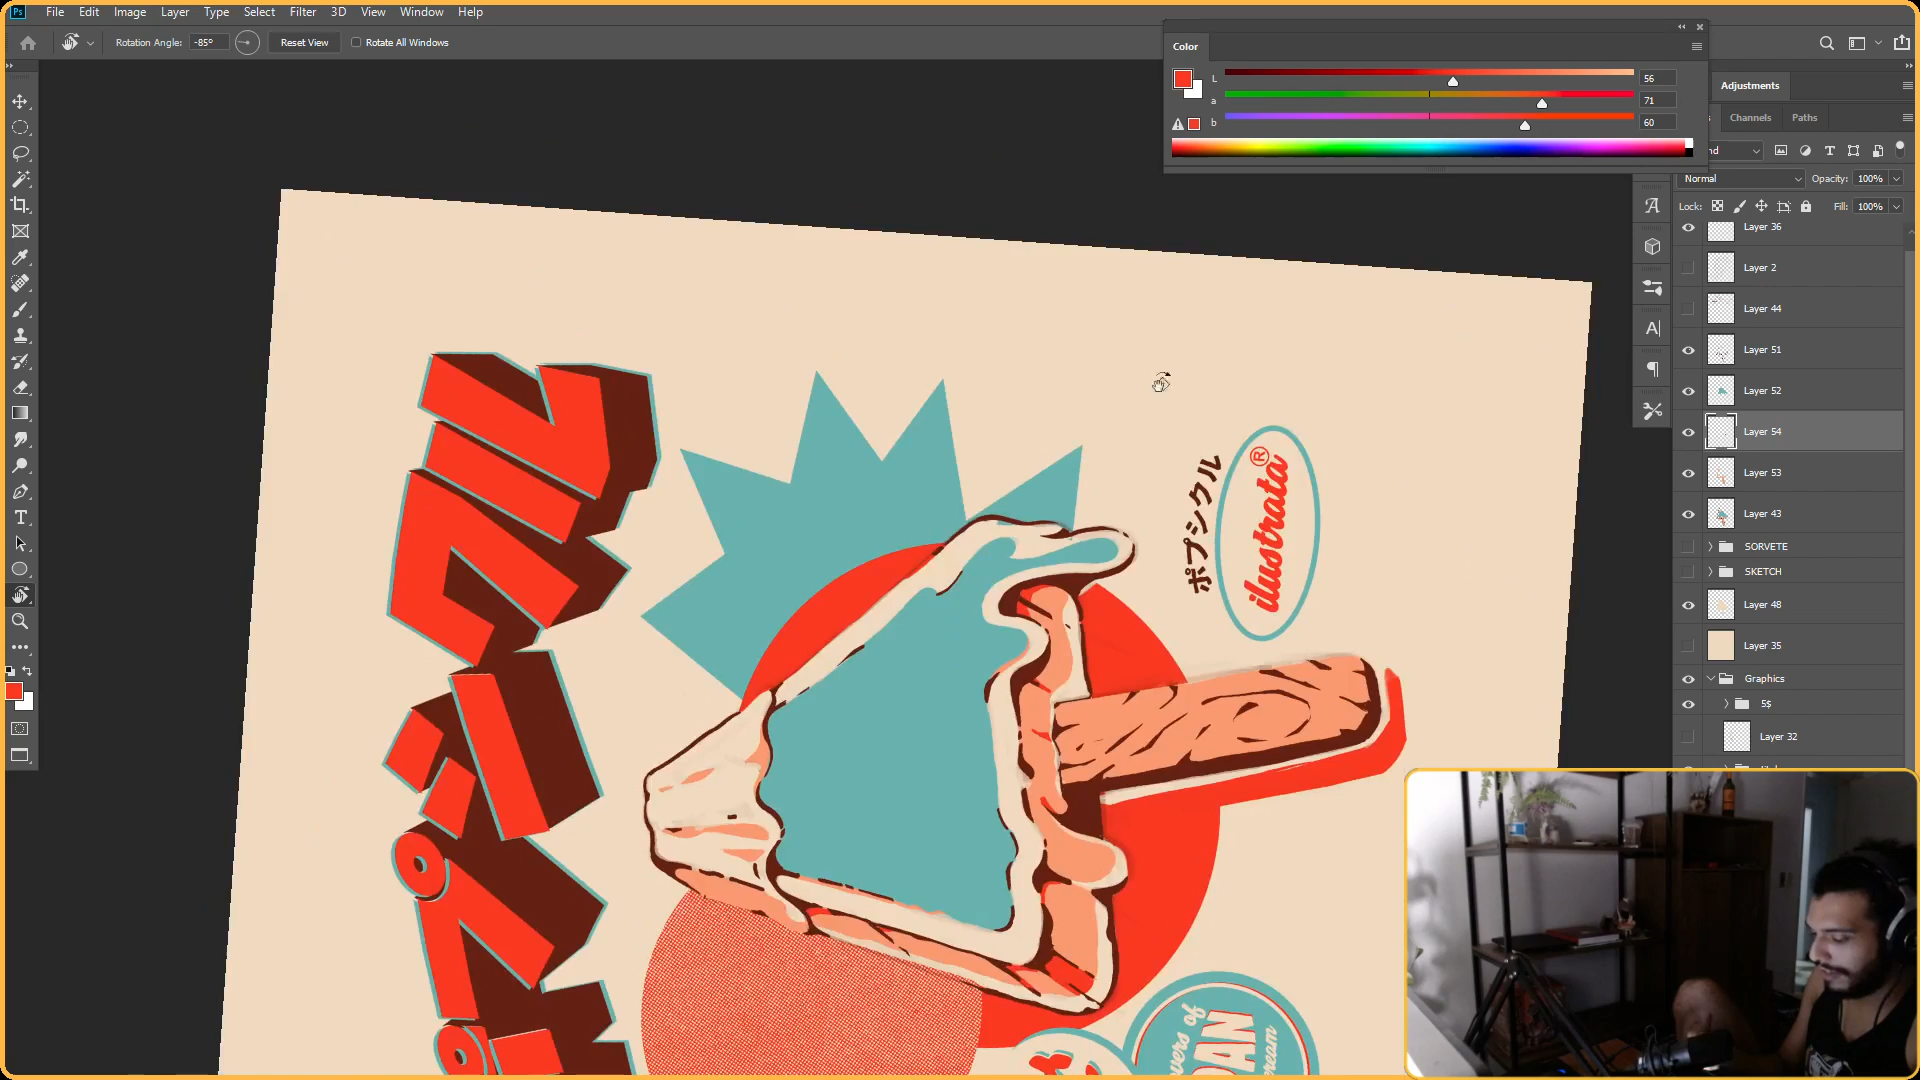 Ps File Edit Image Layer Type Select Filter 3D View Window Help
Rotation Angle: -85° Reset View Rotate All Windows
Color
L 56
a 71
b 60
Adjustments
Channels Paths
Normal Opacity: 100%
Lock: Fill: 100%
Layer 36
Layer 2
Layer 44
Layer 51
Layer 52
Layer 54
Layer 53
Layer 43
SORVETE
SKETCH
Layer 48
Layer 35
Graphics
5$
Layer 32
ポプシクル
ilustrata®